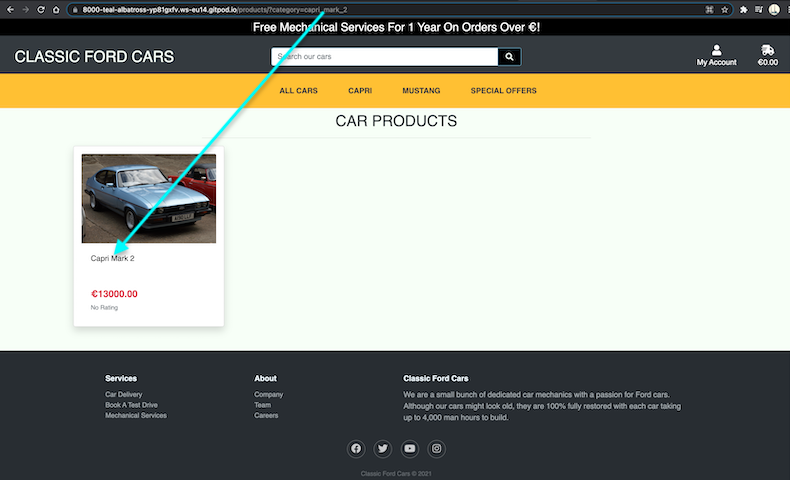 8000-teal-albatross-yp81gxfv.ws-eu14.gitpod.io/products/?category=capri_mark_2
Free Mechanical Services For 1 Year On Orders Over €!
CLASSIC FORD CARS
Search our cars
My Account
€0.00
ALL CARS CAPRI MUSTANG SPECIAL OFFERS
CAR PRODUCTS
Capri Mark 2
€13000.00
No Rating
Services
Car Delivery
Book A Test Drive
Mechanical Services
About
Company
Team
Careers
Classic Ford Cars
We are a small bunch of dedicated car mechanics with a passion for Ford cars.
Although our cars might look old, they are 100% fully restored with each car taking
up to 4,000 man hours to build.
Classic Ford Cars © 2021